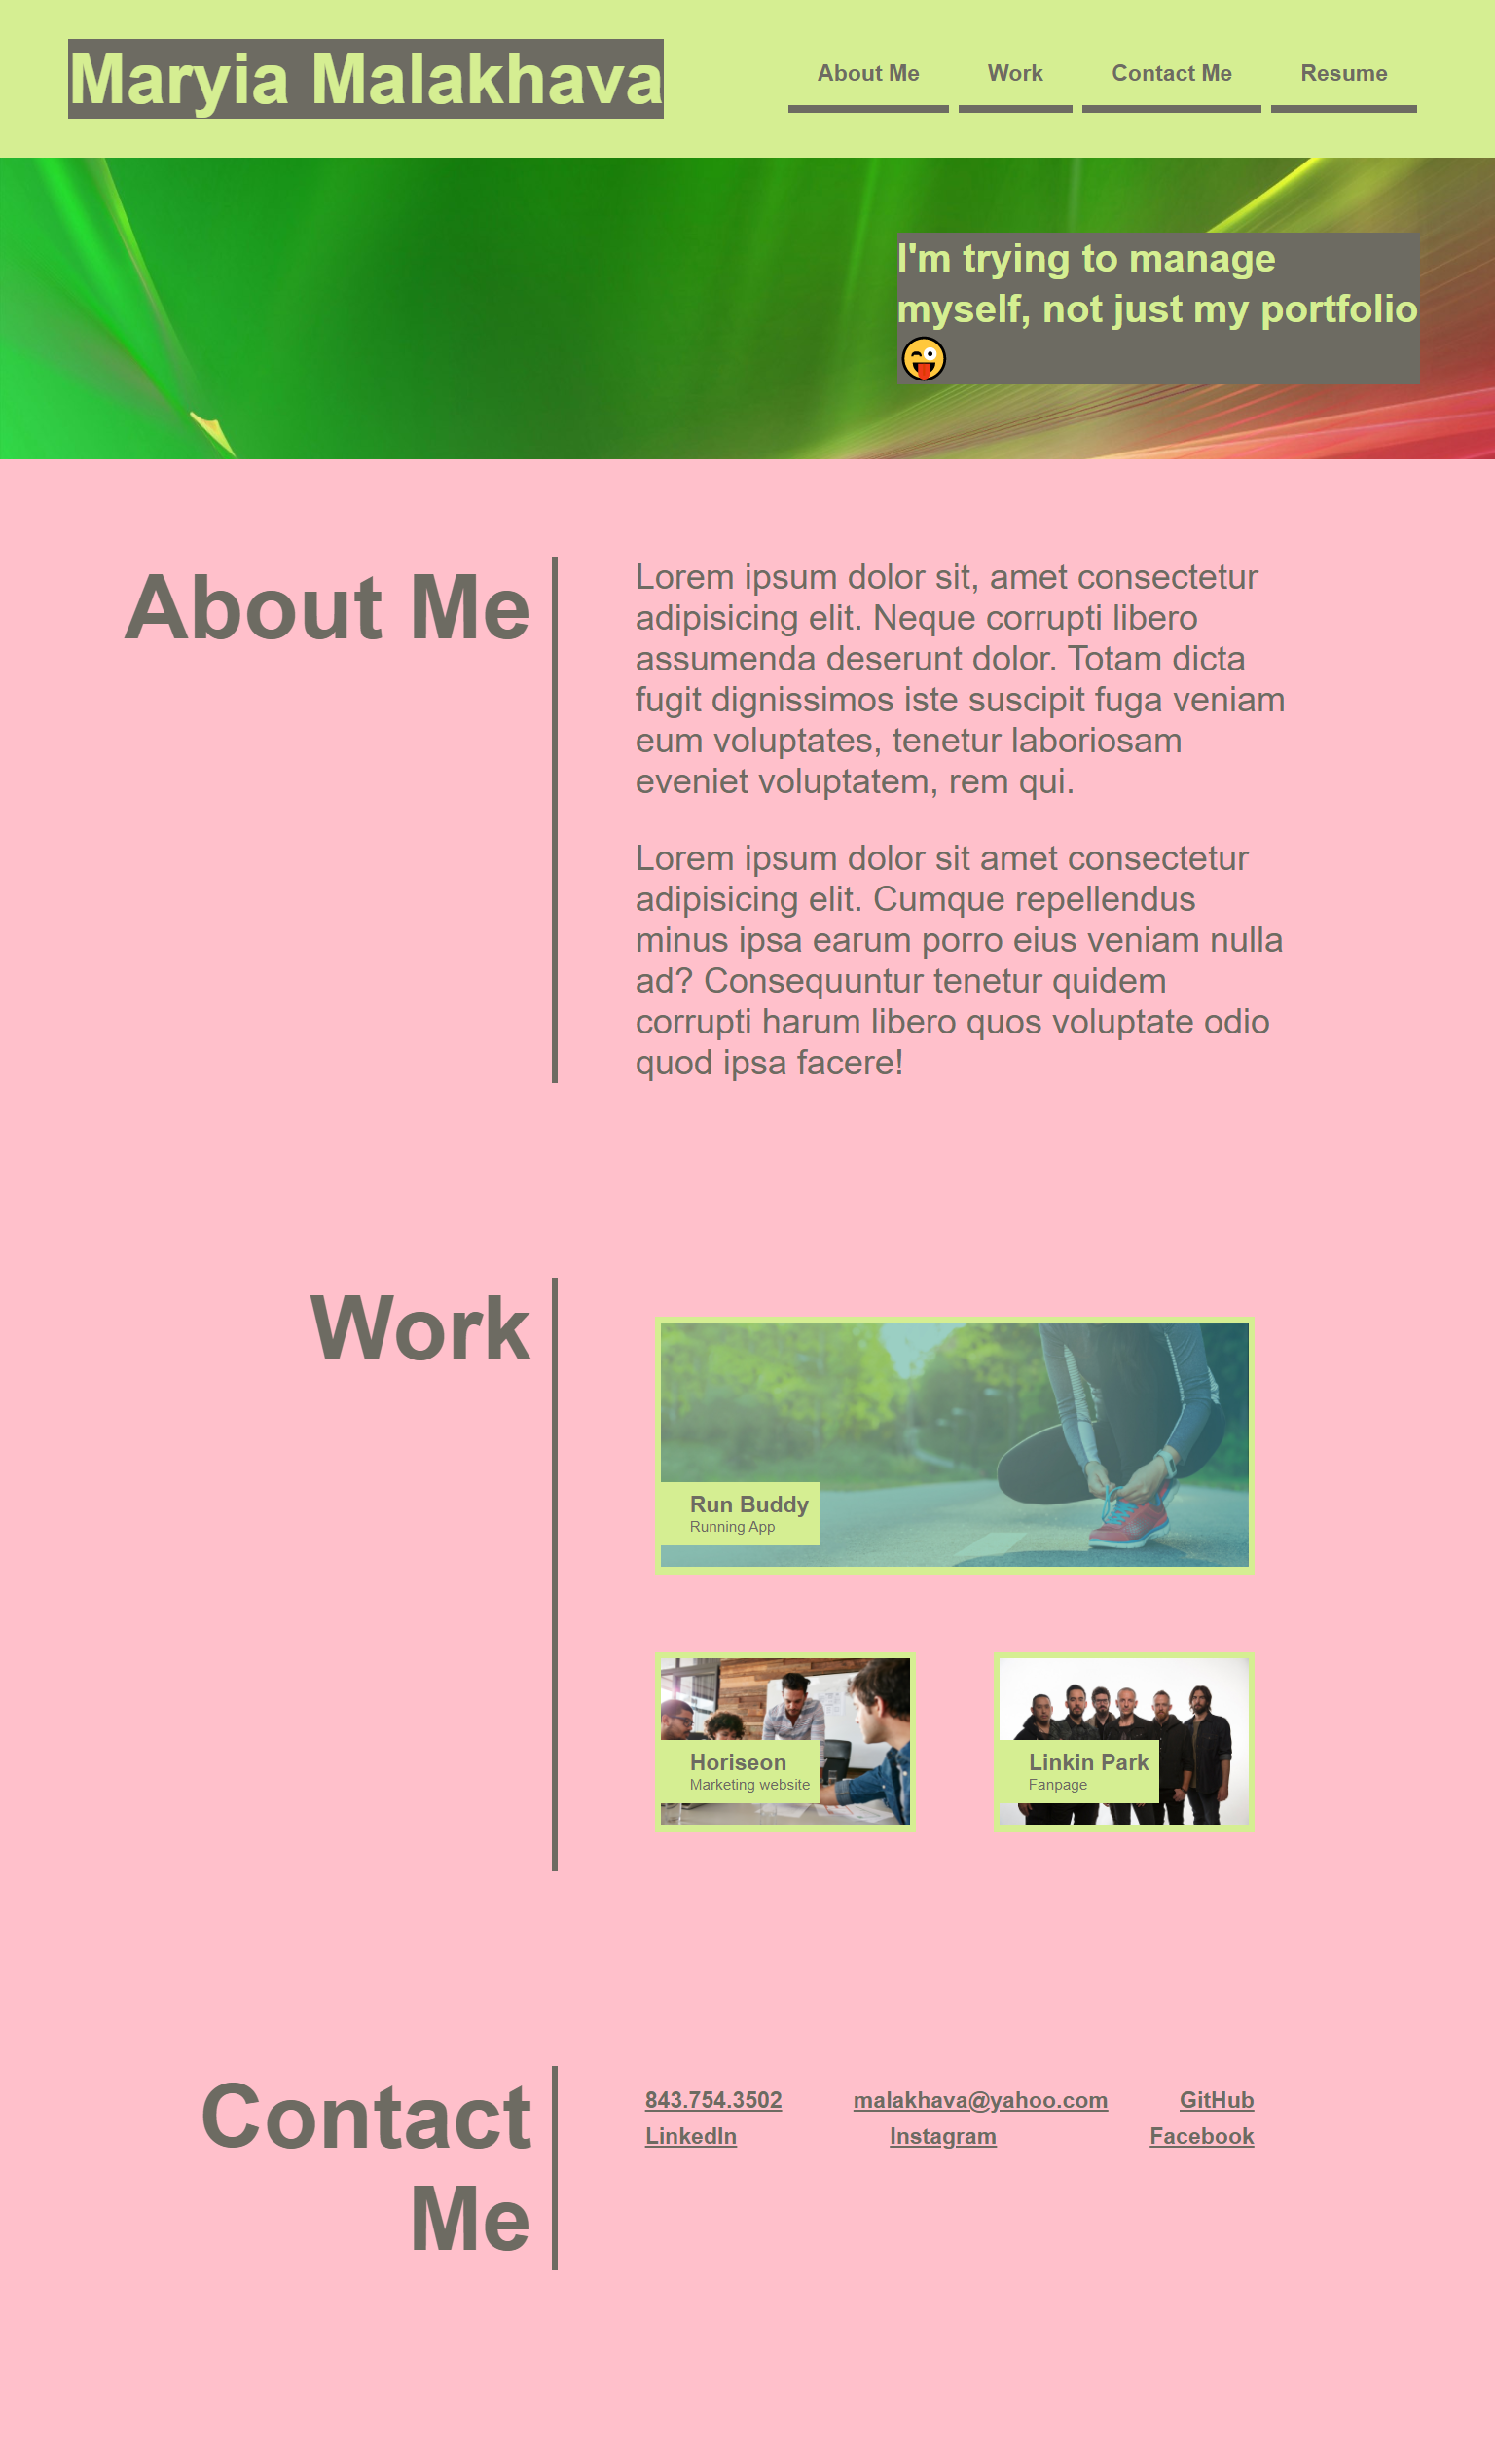 Maryia Malakhava
About Me
Work
Contact Me
Resume
I'm trying to manage
myself, not just my portfolio
😜
About Me
Lorem ipsum dolor sit, amet consectetur
adipisicing elit. Neque corrupti libero
assumenda deserunt dolor. Totam dicta
fugit dignissimos iste suscipit fuga veniam
eum voluptates, tenetur laboriosam
eveniet voluptatem, rem qui.
Lorem ipsum dolor sit amet consectetur
adipisicing elit. Cumque repellendus
minus ipsa earum porro eius veniam nulla
ad? Consequuntur tenetur quidem
corrupti harum libero quos voluptate odio
quod ipsa facere!
Work
Run Buddy
Running App
Horiseon
Marketing website
Linkin Park
Fanpage
Contact
Me
843.754.3502
malakhava@yahoo.com
GitHub
LinkedIn
Instagram
Facebook